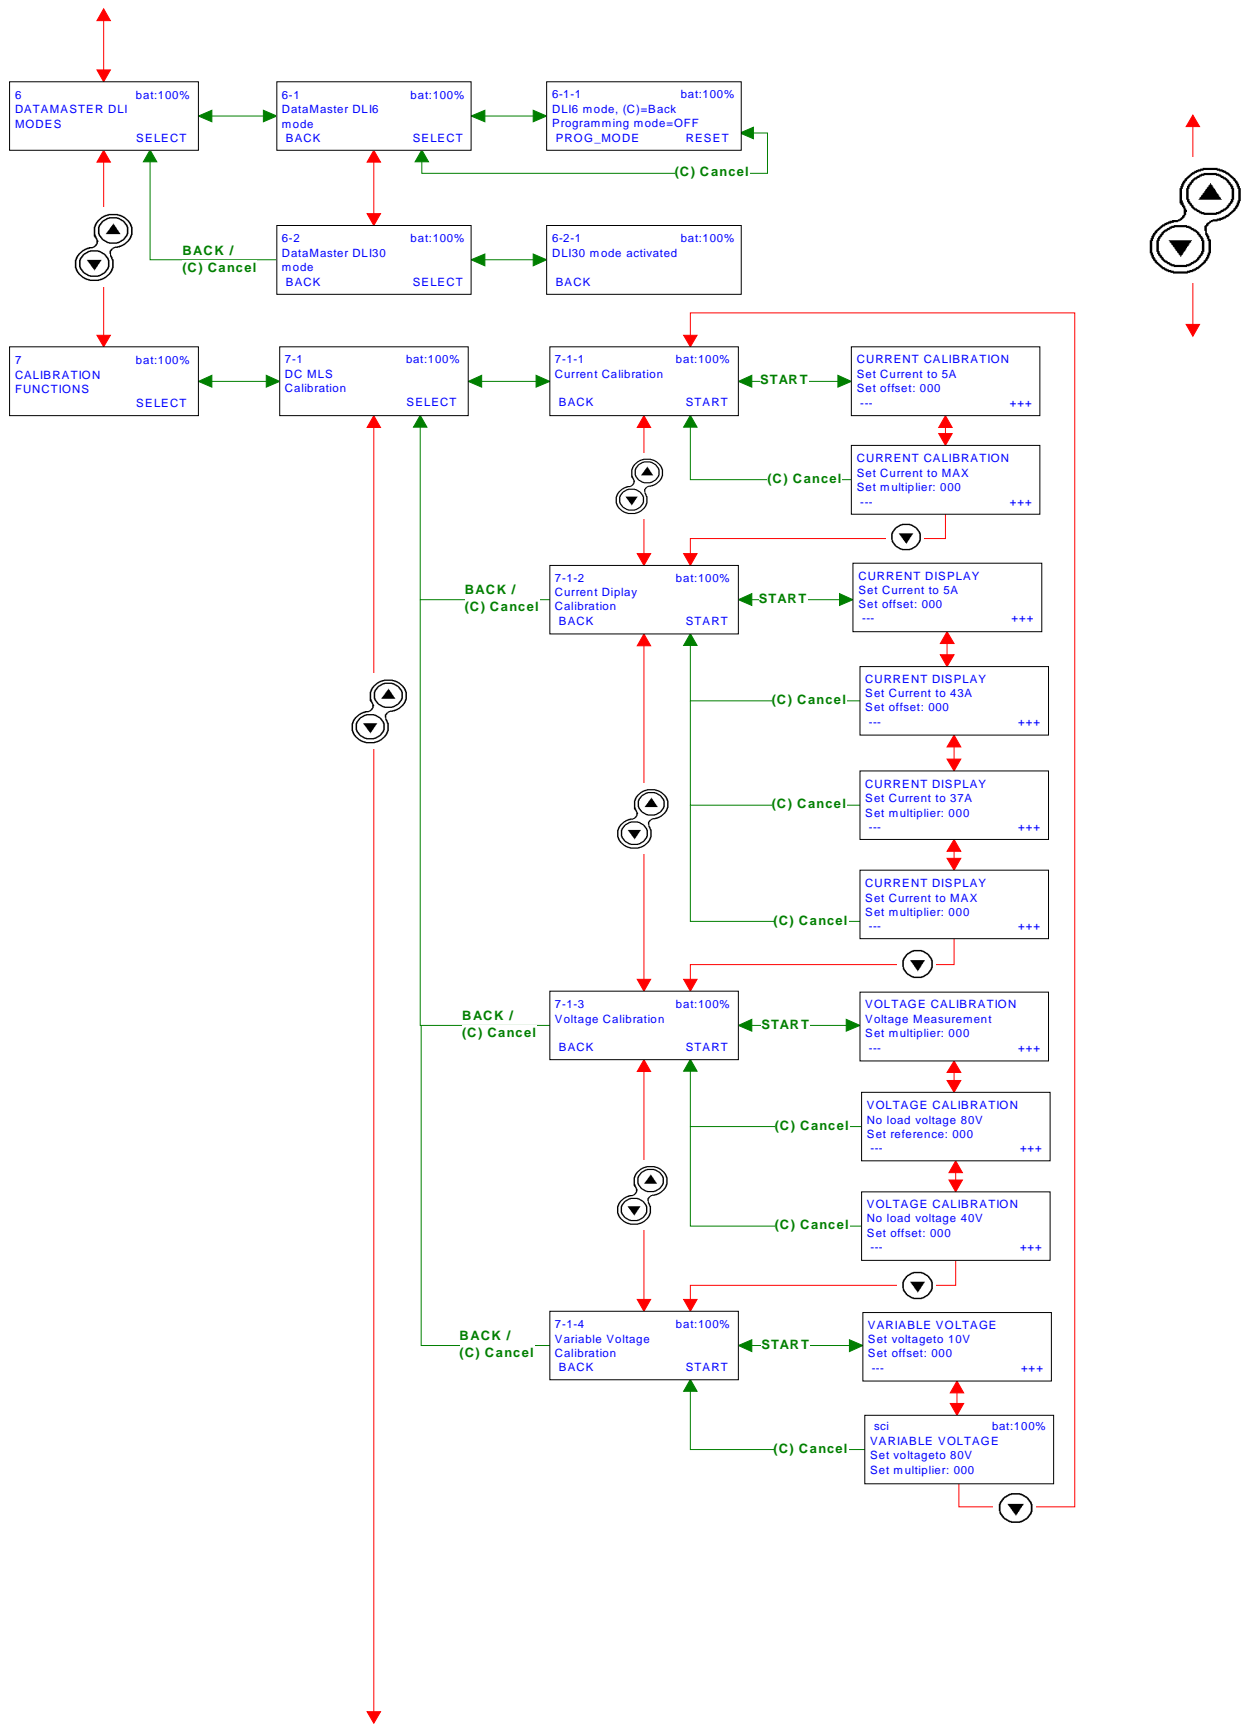 6 bat:100%
DATAMASTER DLI
MODES
SELECT
6-1 bat:100%
DataMaster DLI6
mode
BACK SELECT
6-1-1 bat:100%
DLI6 mode, (C)=Back
Programming mode=OFF
PROG_MODE RESET
(C) Cancel
BACK /
(C) Cancel
6-2 bat:100%
DataMaster DLI30
mode
BACK SELECT
6-2-1 bat:100%
DLI30 mode activated
BACK
7 bat:100%
CALIBRATION
FUNCTIONS
SELECT
7-1 bat:100%
DC MLS
Calibration
SELECT
7-1-1 bat:100%
Current Calibration
BACK START
START
CURRENT CALIBRATION
Set Current to 5A
Set offset: 000
--- +++
(C) Cancel
CURRENT CALIBRATION
Set Current to MAX
Set multiplier: 000
--- +++
BACK /
(C) Cancel
7-1-2 bat:100%
Current Diplay
Calibration
BACK START
START
CURRENT DISPLAY
Set Current to 5A
Set offset: 000
--- +++
(C) Cancel
CURRENT DISPLAY
Set Current to 43A
Set offset: 000
--- +++
(C) Cancel
CURRENT DISPLAY
Set Current to 37A
Set multiplier: 000
--- +++
(C) Cancel
CURRENT DISPLAY
Set Current to MAX
Set multiplier: 000
--- +++
BACK /
(C) Cancel
7-1-3 bat:100%
Voltage Calibration
BACK START
START
VOLTAGE CALIBRATION
Voltage Measurement
Set multiplier: 000
--- +++
(C) Cancel
VOLTAGE CALIBRATION
No load voltage 80V
Set reference: 000
--- +++
(C) Cancel
VOLTAGE CALIBRATION
No load voltage 40V
Set offset: 000
--- +++
BACK /
(C) Cancel
7-1-4 bat:100%
Variable Voltage
Calibration
BACK START
START
VARIABLE VOLTAGE
Set voltageto 10V
Set offset: 000
--- +++
(C) Cancel
sci bat:100%
VARIABLE VOLTAGE
Set voltageto 80V
Set multiplier: 000